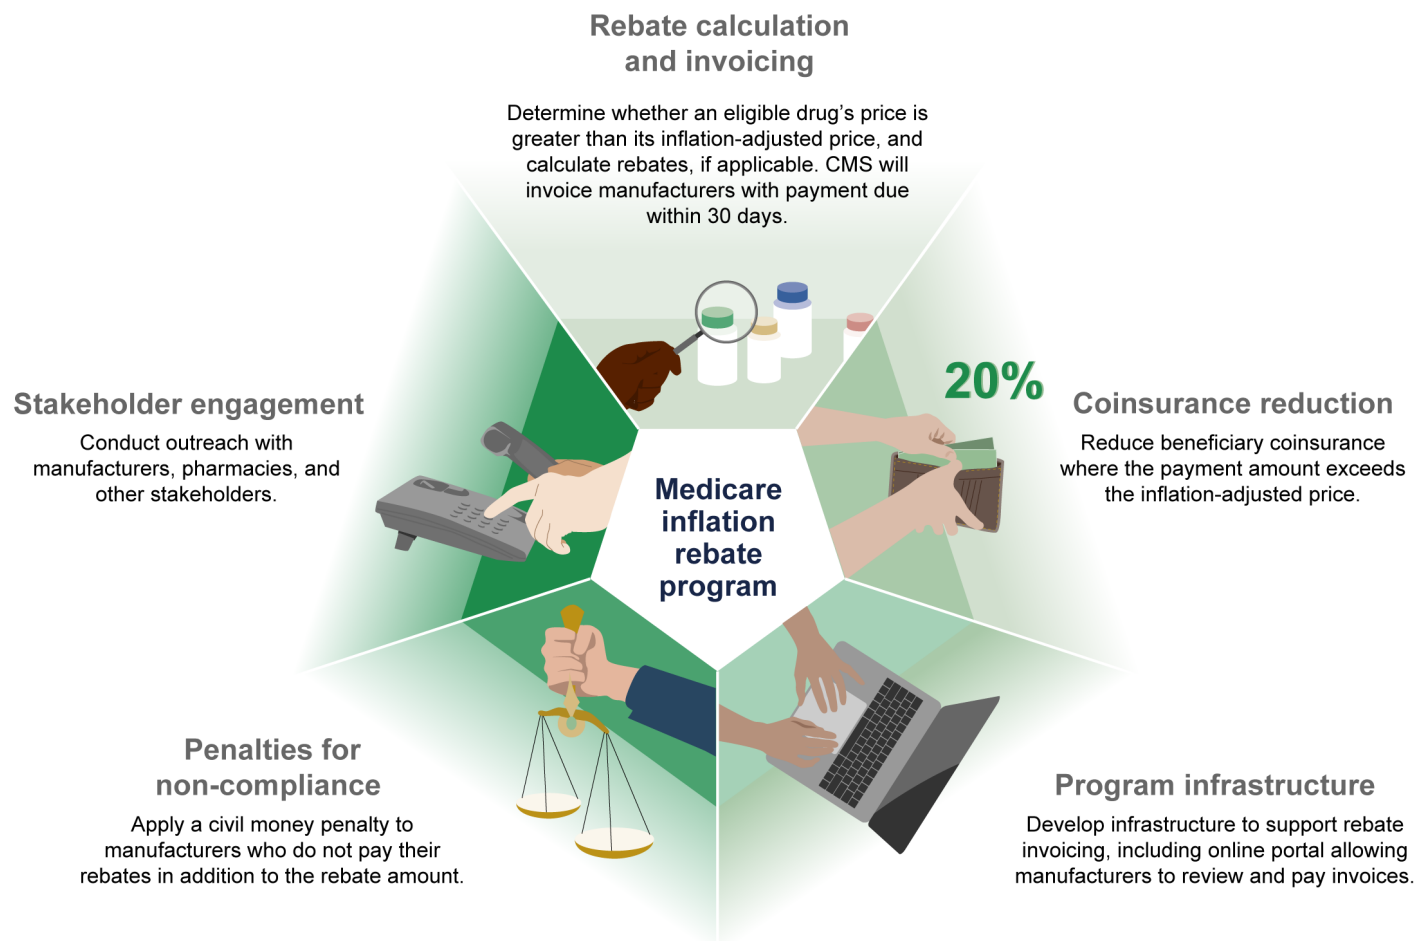 Rebate calculation
and invoicing
Determine whether an eligible drug’s price is
greater than its inflation-adjusted price, and
calculate rebates, if applicable. CMS will
invoice manufacturers with payment due
within 30 days.
20%
Coinsurance reduction
Reduce beneficiary coinsurance
where the payment amount exceeds
the inflation-adjusted price.
Stakeholder engagement
Conduct outreach with
manufacturers, pharmacies, and
other stakeholders.
Medicare
inflation
rebate
program
Penalties for
non-compliance
Apply a civil money penalty to
manufacturers who do not pay their
rebates in addition to the rebate amount.
Program infrastructure
Develop infrastructure to support rebate
invoicing, including online portal allowing
manufacturers to review and pay invoices.